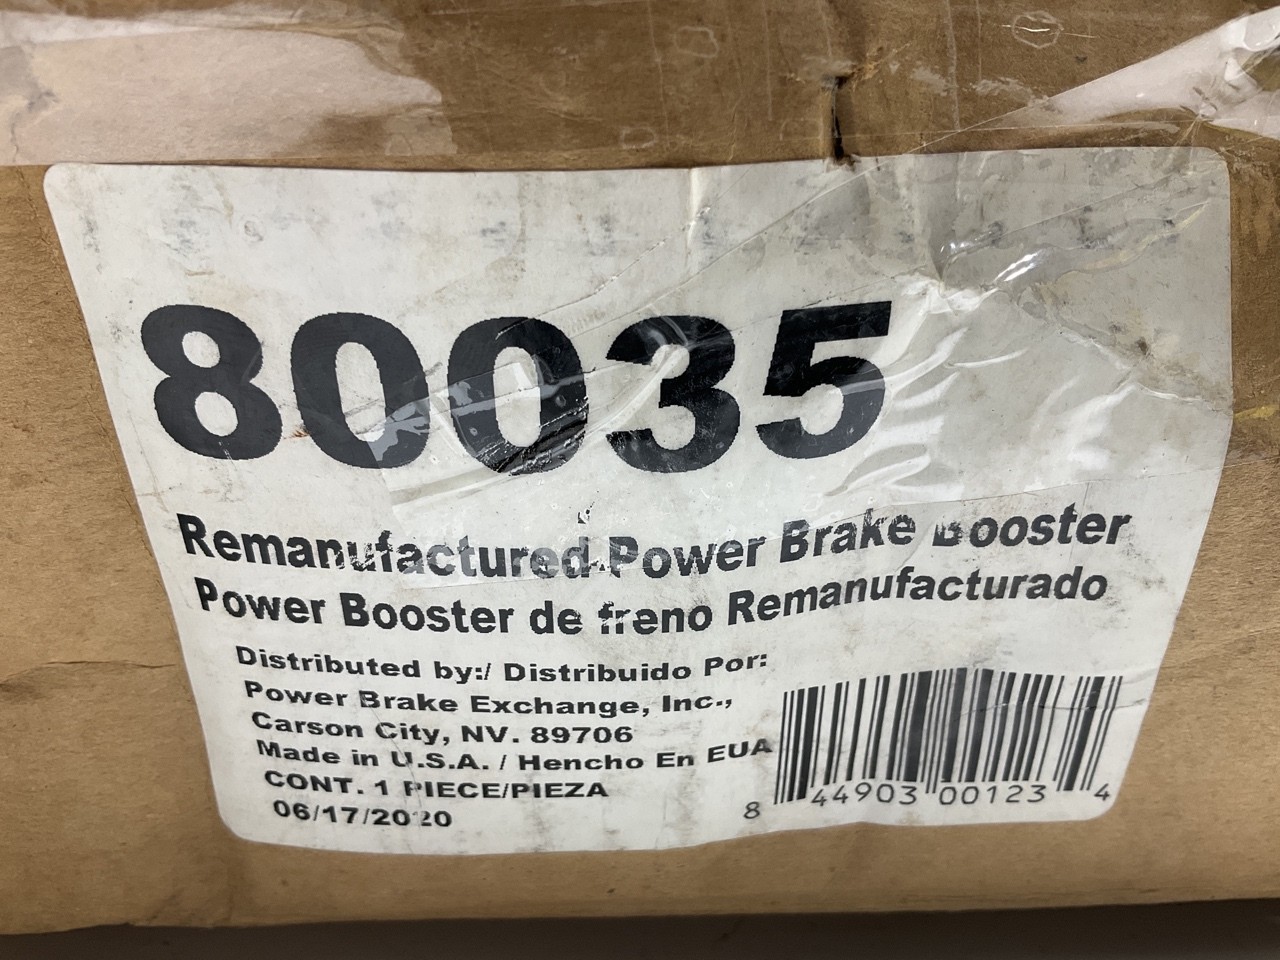 80035
Remanufactured Power Brake Booster
Power Booster de freno Remanufacturado
Distributed by:/ Distribuido Por:
Power Brake Exchange, Inc.,
Carson City, NV. 89706
Made in U.S.A. / Hencho En EUA
CONT. 1 PIECE/PIEZA
06/17/2020
8 44903 00123 4